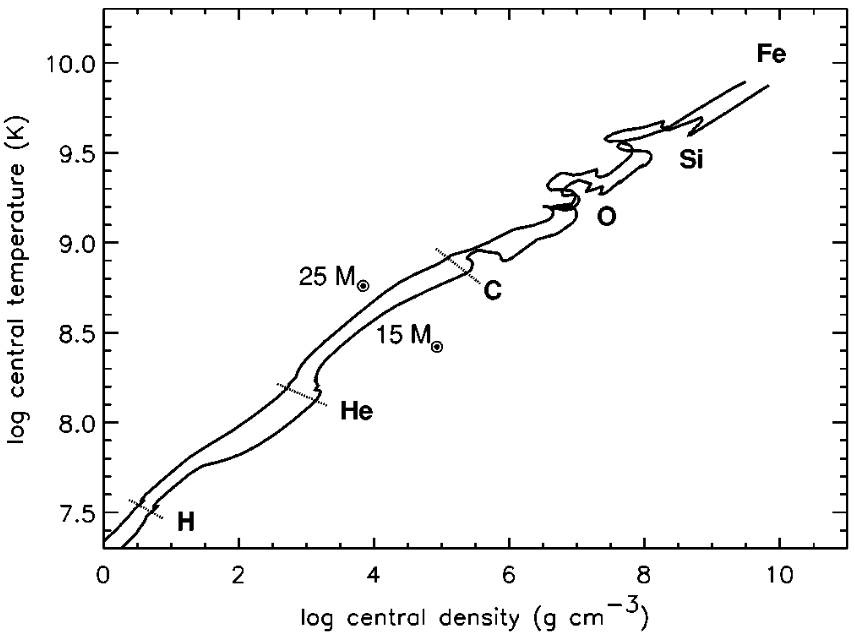 Fe
10.0
Si
9.5
O
9.0
25 M⊙
C
15 M⊙
8.5
He
8.0
H
7.5
0 2 4 6 8 10
log central temperature (K)
log central density (g cm⁻³)